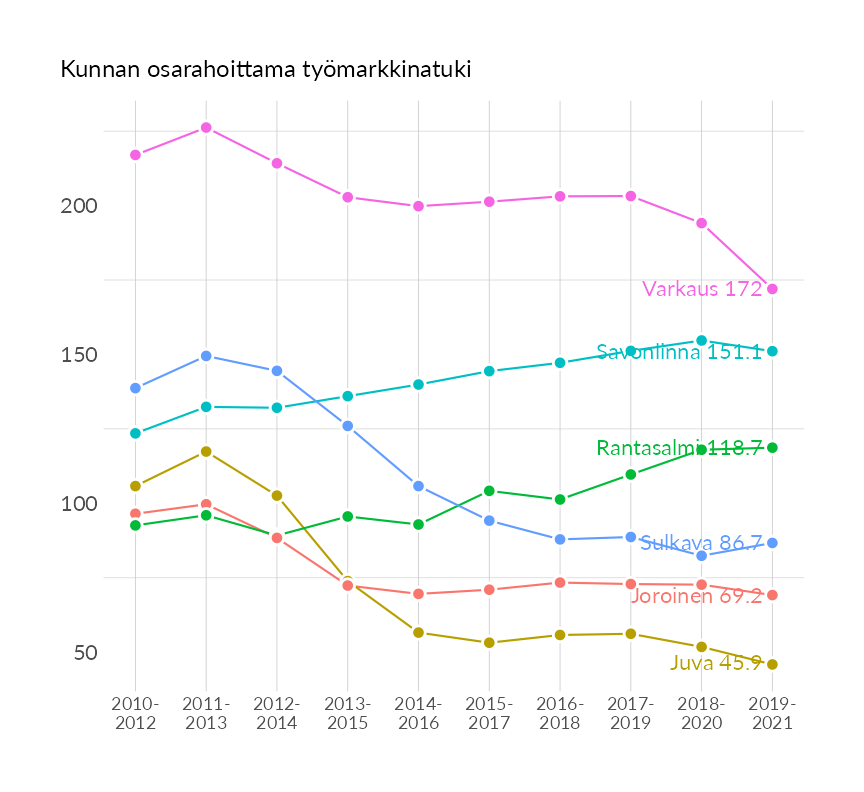 Kunnan osarahoittama työmarkkinatuki
200
Varkaus 172
150
Savonlinna 151.1
Rantasalmi 118.7
100
Sulkava 86.7
Joroinen 69.2
50
Juva 45.9
2010- 2011- 2012- 2013- 2014- 2015- 2016- 2017- 2018- 2019-
2012 2013 2014 2015 2016 2017 2018 2019 2020 2021